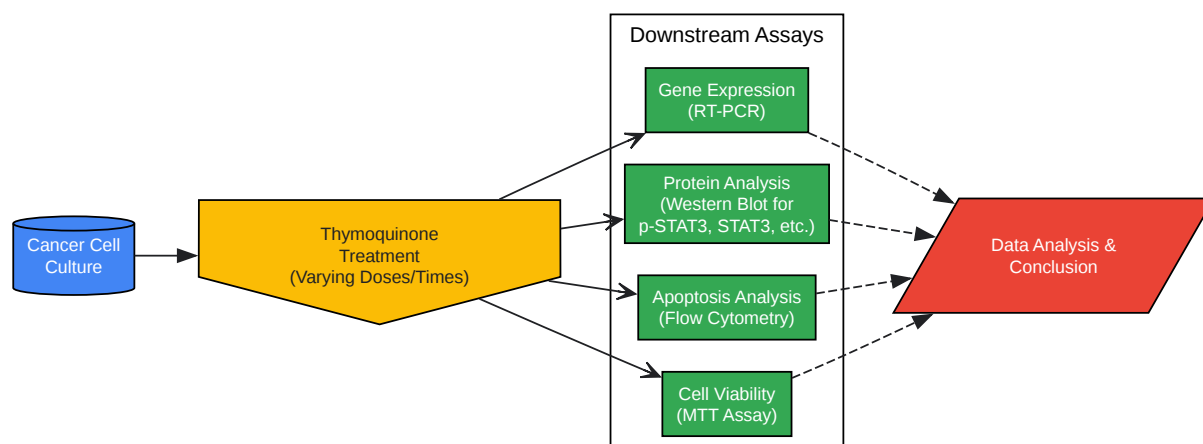 Downstream Assays
Cancer Cell
Culture
Thymoquinone
Treatment
(Varying Doses/Times)
Gene Expression
(RT-PCR)
Protein Analysis
(Western Blot for
p-STAT3, STAT3, etc.)
Apoptosis Analysis
(Flow Cytometry)
Cell Viability
(MTT Assay)
Data Analysis &
Conclusion